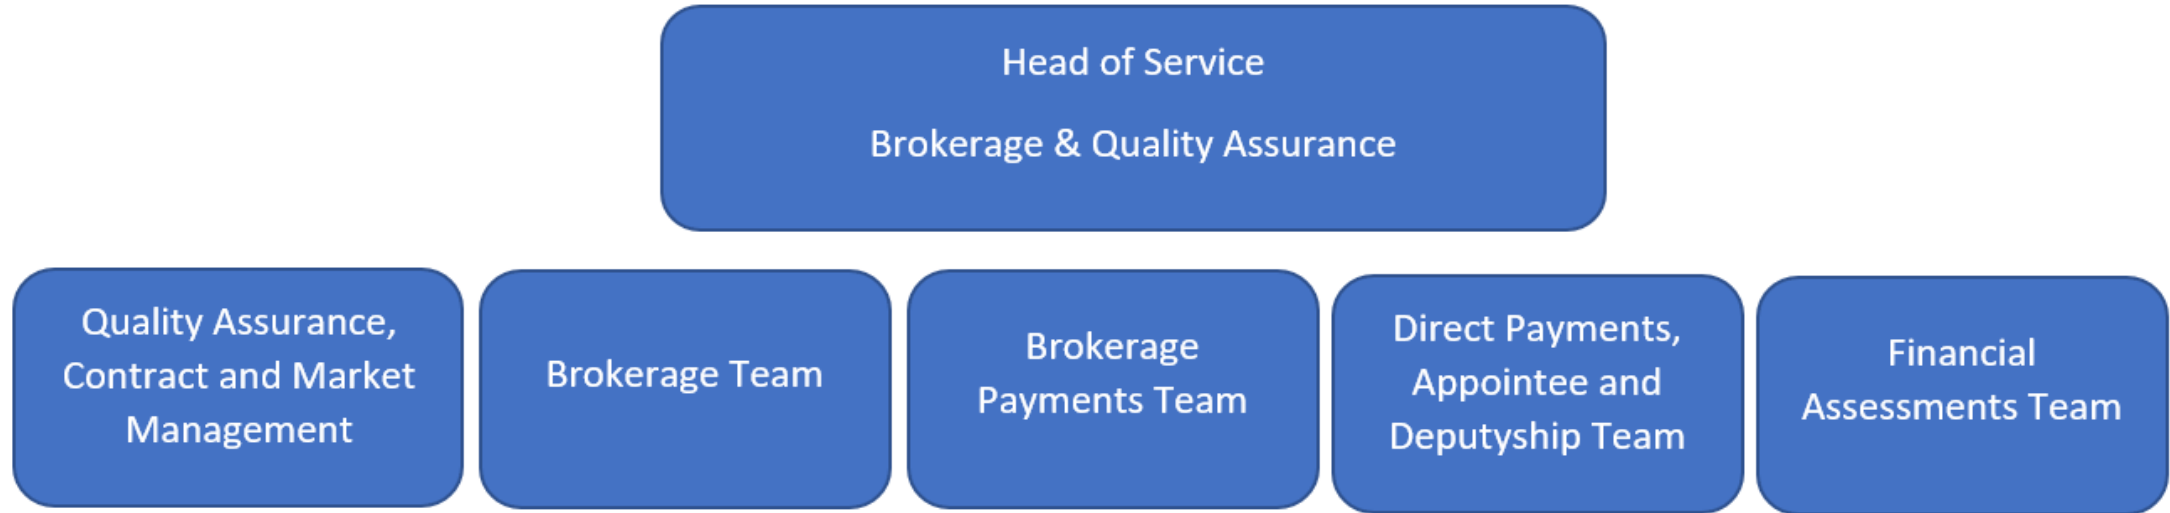 Head of Service
Brokerage & Quality Assurance
Quality Assurance,
Contract and Market
Management
Brokerage Team
Brokerage
Payments Team
Direct Payments,
Appointee and
Deputyship Team
Financial
Assessments Team